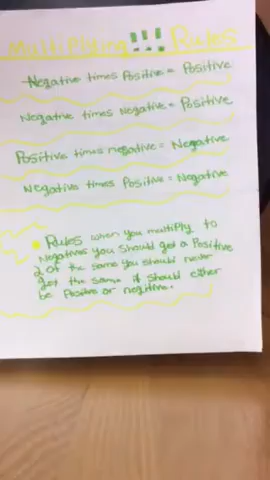 Multiplying!!! Rules
Negative times Positive = Positive
Negative times Negative = Positive
Positive times negative = Negative
Negative times Positive = Negative
Rules when you multiply to
Negatives you should get a Positive
2 of the same you should never
get the same it should either
be Positive or negitive.